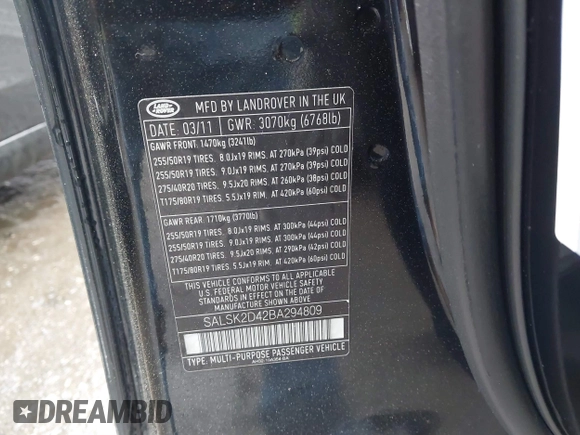 LAND
ROVER
MFD BY LANDROVER IN THE UK
DATE: 03/11 GWR: 3070kg (6768lb)
GAWR FRONT: 1470kg (3241lb)
255/50R19 TIRES. 8.0Jx19 RIMS. AT 270kPa (39psi) COLD
255/50R19 TIRES. 9.0Jx19 RIMS. AT 270kPa (39psi) COLD
275/40R20 TIRES. 9.5Jx20 RIMS. AT 260kPa (38psi) COLD
T175/80R19 TIRES. 5.5Jx19 RIM. AT 420kPa (60psi) COLD
GAWR REAR: 1710kg (3770lb)
255/50R19 TIRES. 8.0Jx19 RIMS. AT 300kPa (44psi) COLD
255/50R19 TIRES. 9.0Jx19 RIMS. AT 300kPa (44psi) COLD
275/40R20 TIRES. 9.5Jx20 RIMS. AT 290kPa (42psi) COLD
T175/80R19 TIRES. 5.5Jx19 RIM. AT 420kPa (60psi) COLD
THIS VEHICLE CONFORMS TO ALL APPLICABLE
U.S. FEDERAL MOTOR VEHICLE SAFETY
STANDARDS IN EFFECT ON THE DATE OF
MANUFACTURE SHOWN ABOVE.
SALSK2D42BA294809
TYPE: MULTI-PURPOSE PASSENGER VEHICLE
DREAMBID